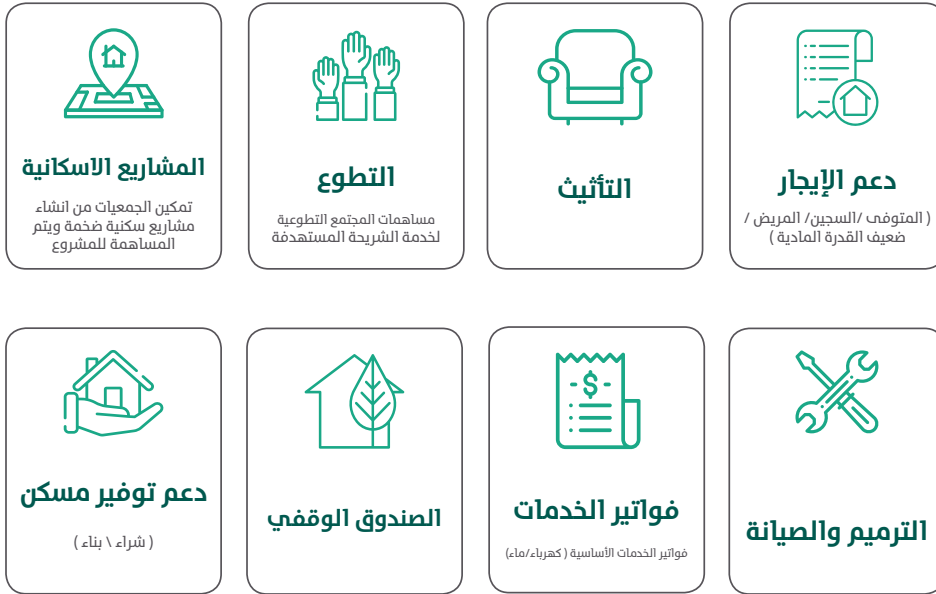 دعم الإيجار
( المتوفى /السجين/ المريض /
ضعيف القدرة المادية )
التأثيث
التطوع
مساهمات المجتمع التطوعية
لخدمة الشريحة المستهدفة
المشاريع الاسكانية
تمكين الجمعيات من انشاء
مشاريع سكنية ضخمة ويتم
المساهمة للمشروع
الترميم والصيانة
$
فواتير الخدمات
فواتير الخدمات الأساسية ( كهرباء/ماء)
الصندوق الوقفي
دعم توفير مسكن
( شراء \ بناء )